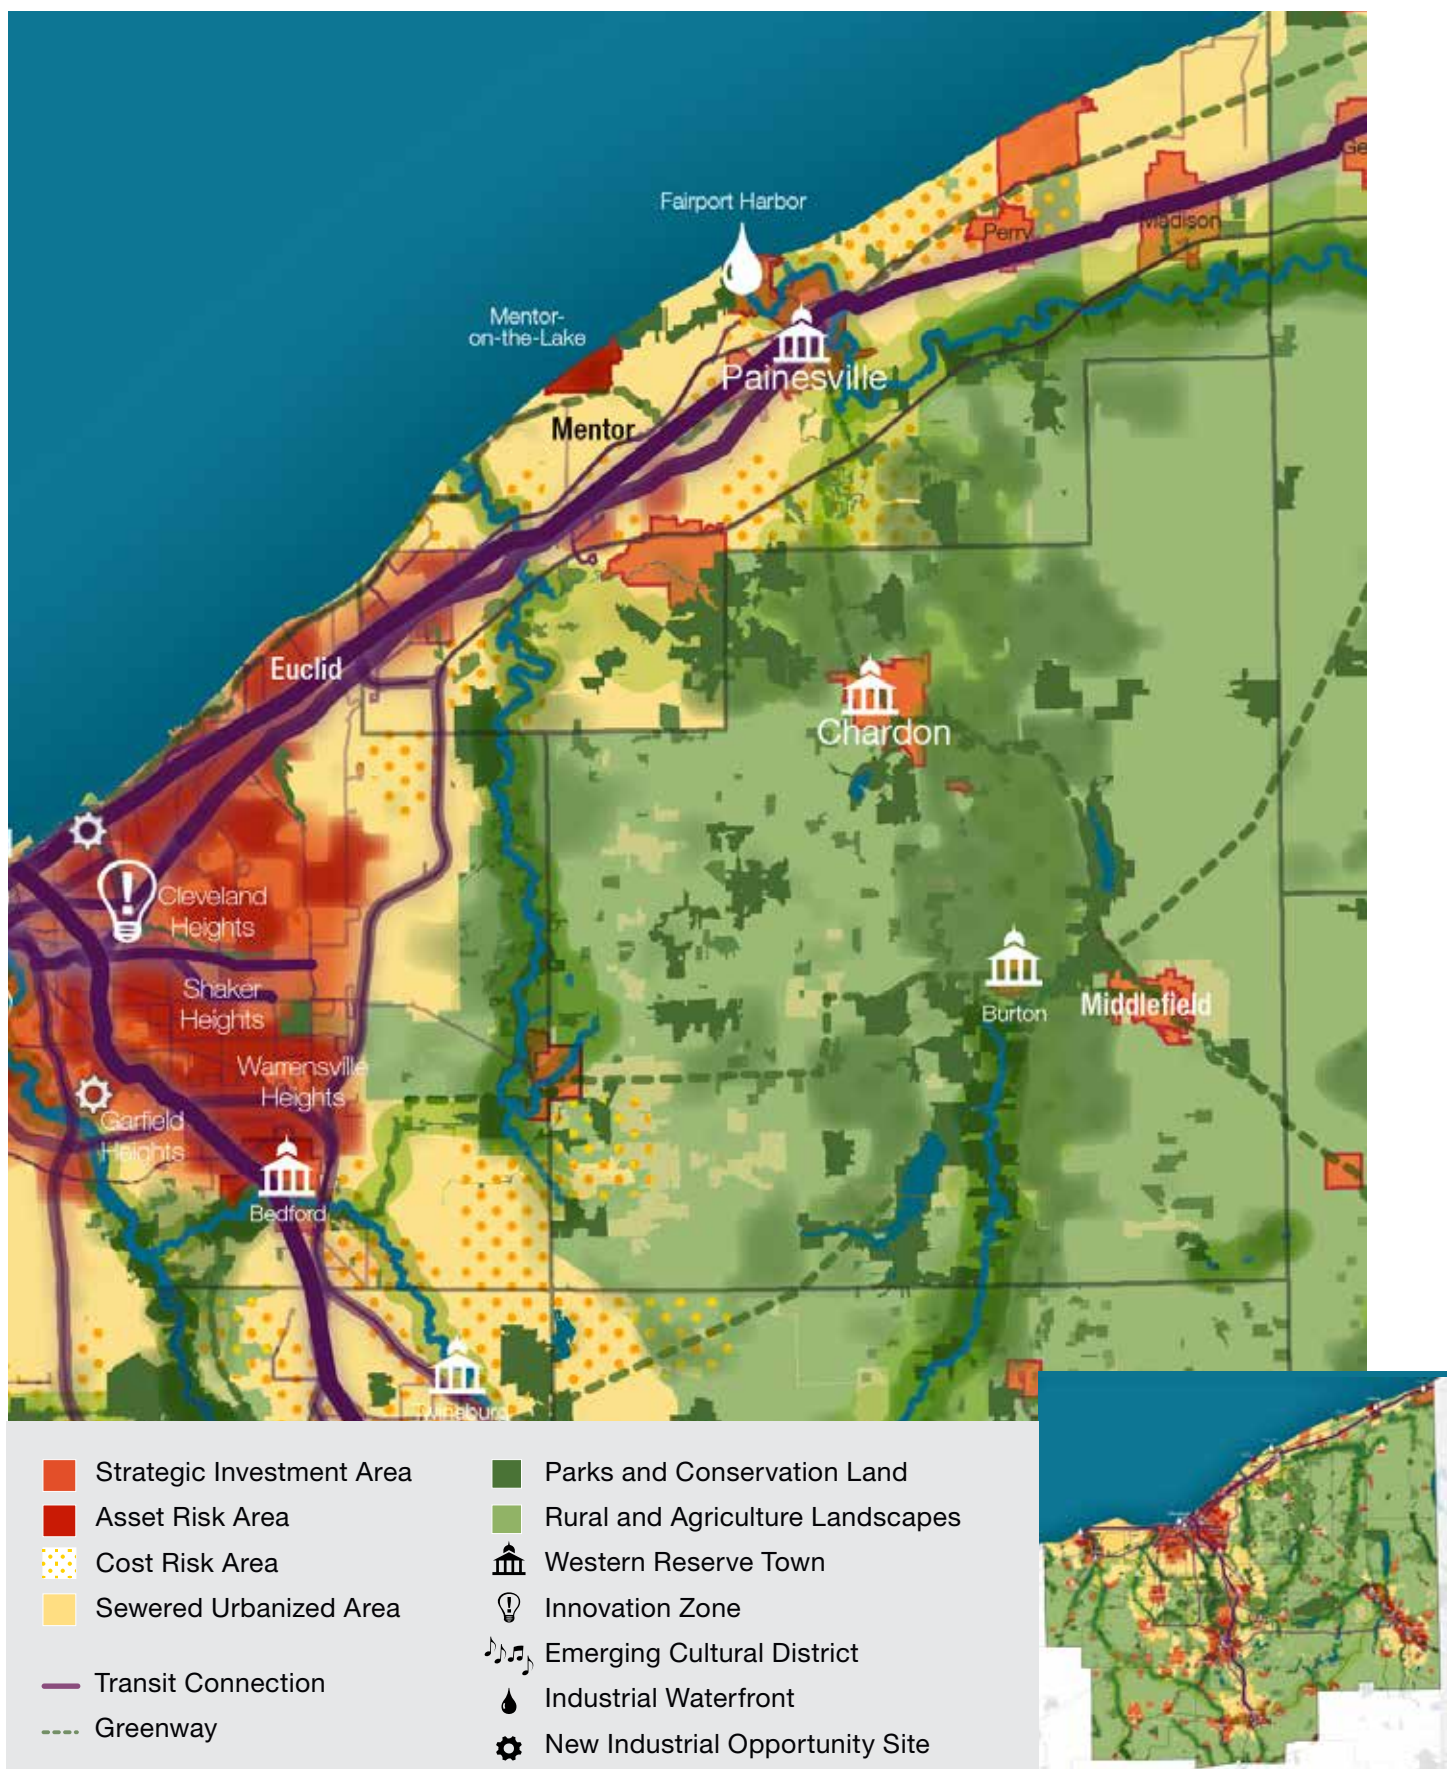 Ge
Madison
Perry
Fairport Harbor
Mentor-
on-the-Lake
Painesville
Mentor
Euclid
Chardon
Cleveland
Heights
Shaker
Heights
Burton
Middlefield
Warrensville
Heights
Garfield
Heights
Bedford
Twinsburg
Strategic Investment Area
Asset Risk Area
Cost Risk Area
Sewered Urbanized Area
Transit Connection
Greenway
Parks and Conservation Land
Rural and Agriculture Landscapes
Western Reserve Town
Innovation Zone
Emerging Cultural District
Industrial Waterfront
New Industrial Opportunity Site